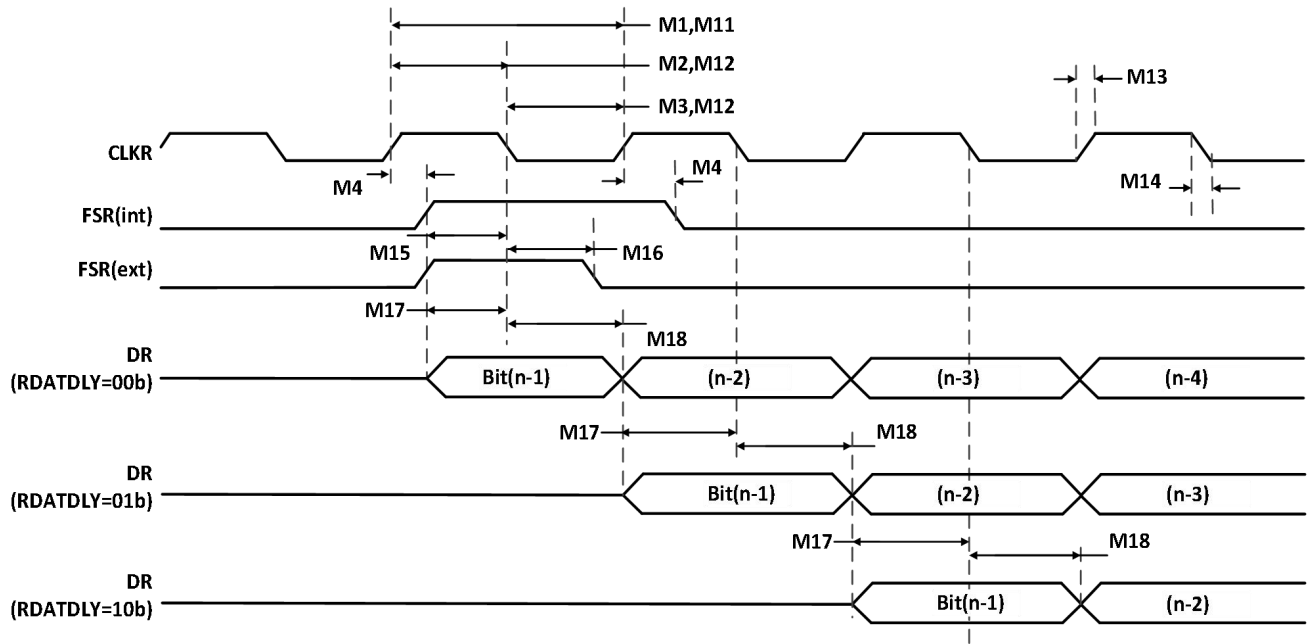 M1,M11
M2,M12
M13
M3,M12
CLKR
M4
M4
M14
FSR(int)
M15
M16
FSR(ext)
M17
M18
DR
(RDATDLY=00b)
Bit(n-1)
(n-2)
(n-3)
(n-4)
M17
M18
DR
(RDATDLY=01b)
Bit(n-1)
(n-2)
(n-3)
M17
M18
DR
(RDATDLY=10b)
Bit(n-1)
(n-2)